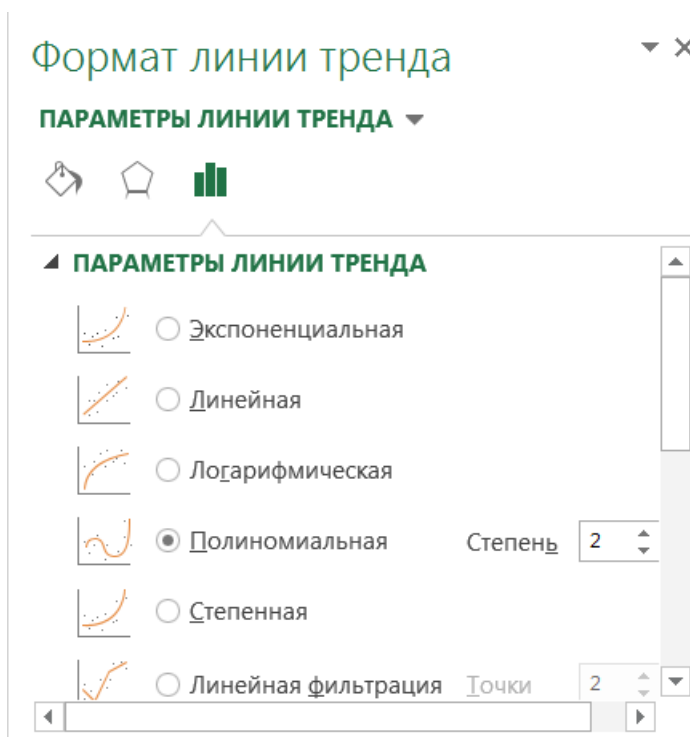 Формат линии тренда
ПАРАМЕТРЫ ЛИНИИ ТРЕНДА
ПАРАМЕТРЫ ЛИНИИ ТРЕНДА
Экспоненциальная
Линейная
Логарифмическая
Полиномиальная Степень 2
Степенная
Линейная фильтрация Точки 2